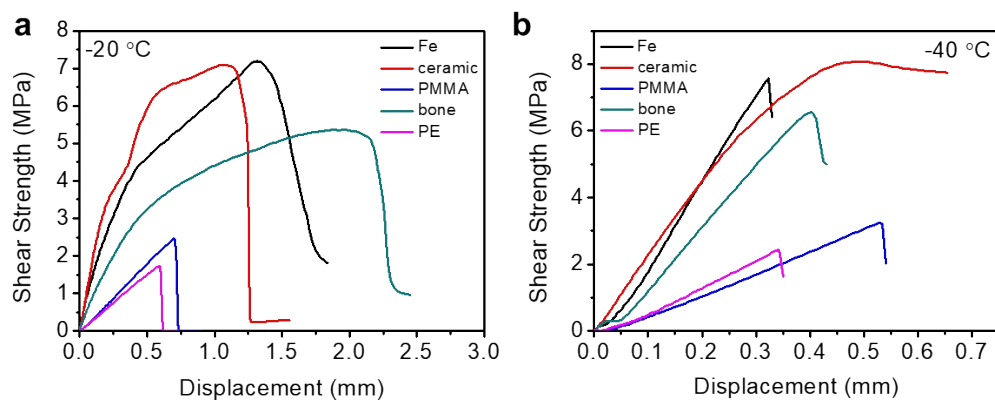 a
-20 °C
Fe
ceramic
PMMA
bone
PE
Shear Strength (MPa)
8
7
6
5
4
3
2
1
0
0.0 0.5 1.0 1.5 2.0 2.5 3.0
Displacement (mm)
b
-40 °C
Fe
ceramic
PMMA
bone
PE
Shear Strength (MPa)
8
6
4
2
0
0.0 0.1 0.2 0.3 0.4 0.5 0.6 0.7
Displacement (mm)